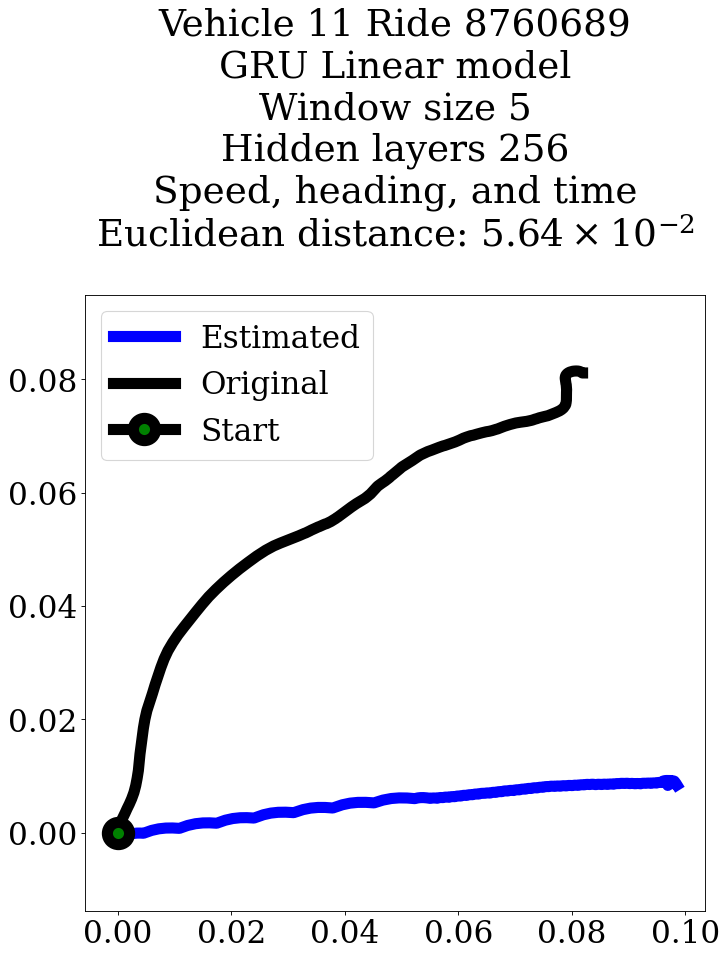 Vehicle 11 Ride 8760689
GRU Linear model
Window size 5
Hidden layers 256
Speed, heading, and time
Euclidean distance: 5.64 × 10⁻²
Estimated
Original
Start
0.08
0.06
0.04
0.02
0.00
0.00 0.02 0.04 0.06 0.08 0.10